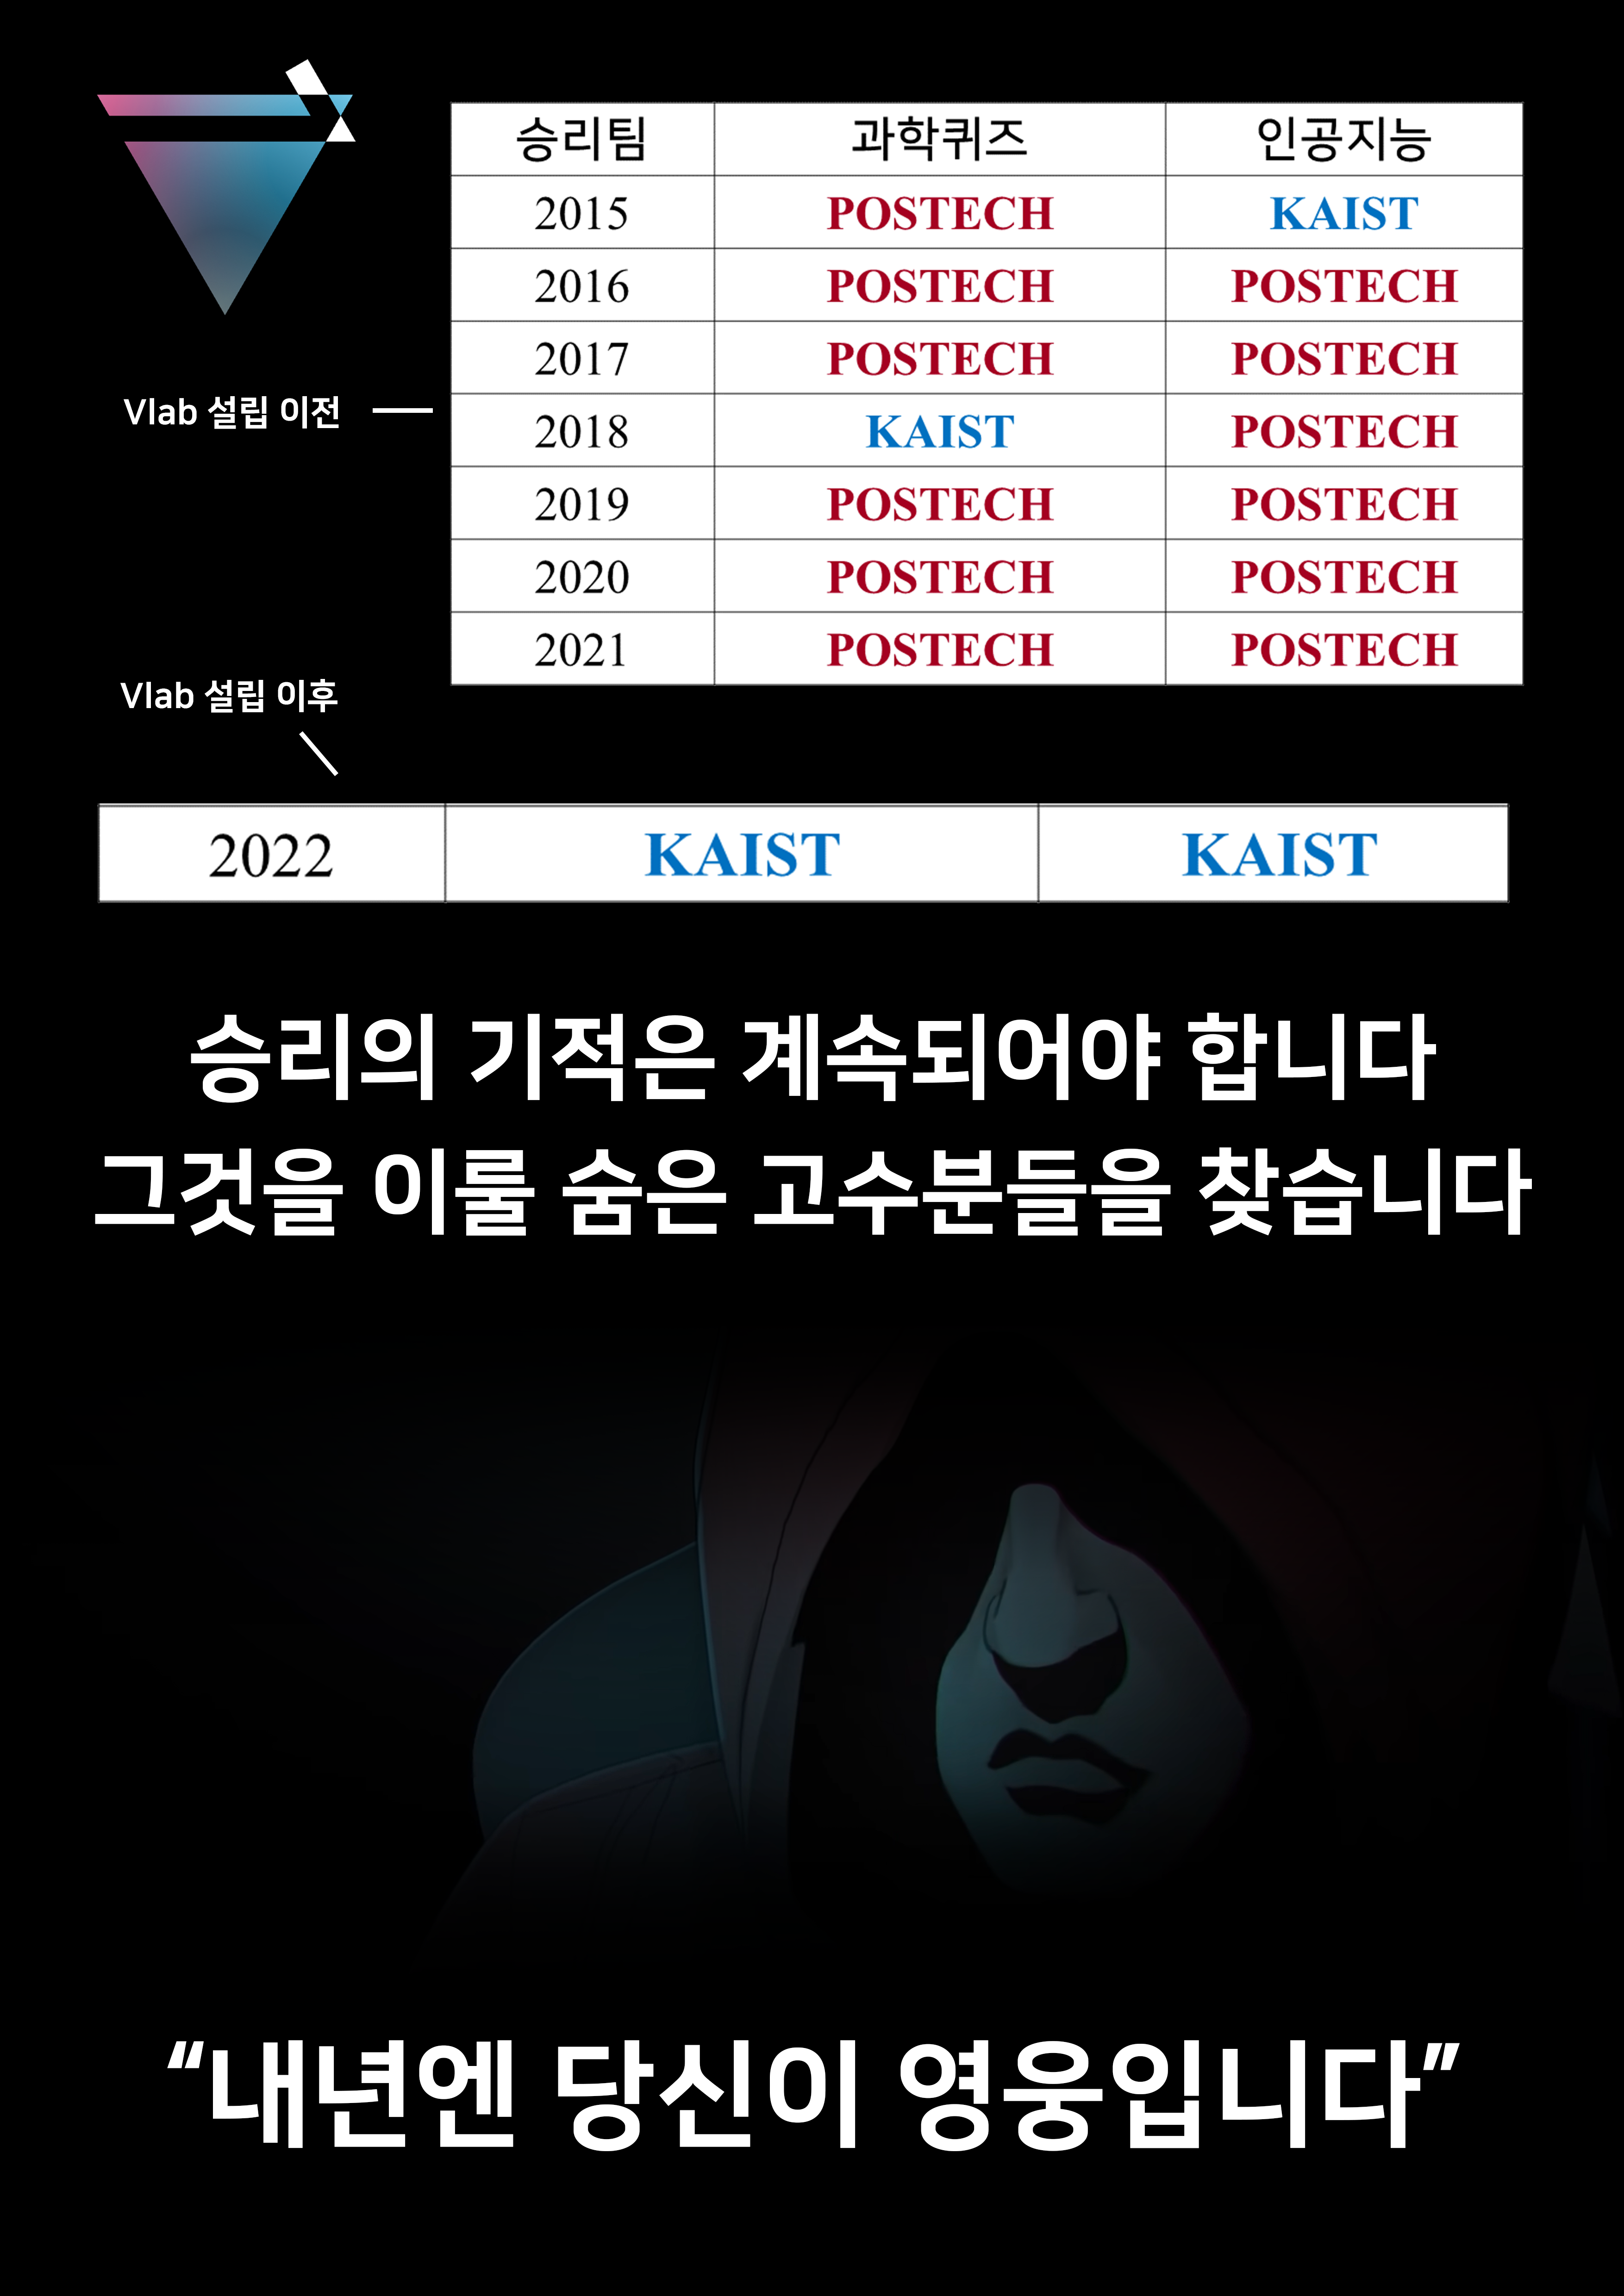 승리팀 과학퀴즈 인공지능
2015 POSTECH KAIST
2016 POSTECH POSTECH
2017 POSTECH POSTECH
Vlab 설립 이전
2018 KAIST POSTECH
2019 POSTECH POSTECH
2020 POSTECH POSTECH
2021 POSTECH POSTECH
Vlab 설립 이후
2022 KAIST KAIST
승리의 기적은 계속되어야 합니다
그것을 이룰 숨은 고수분들을 찾습니다
“내년엔 당신이 영웅입니다”